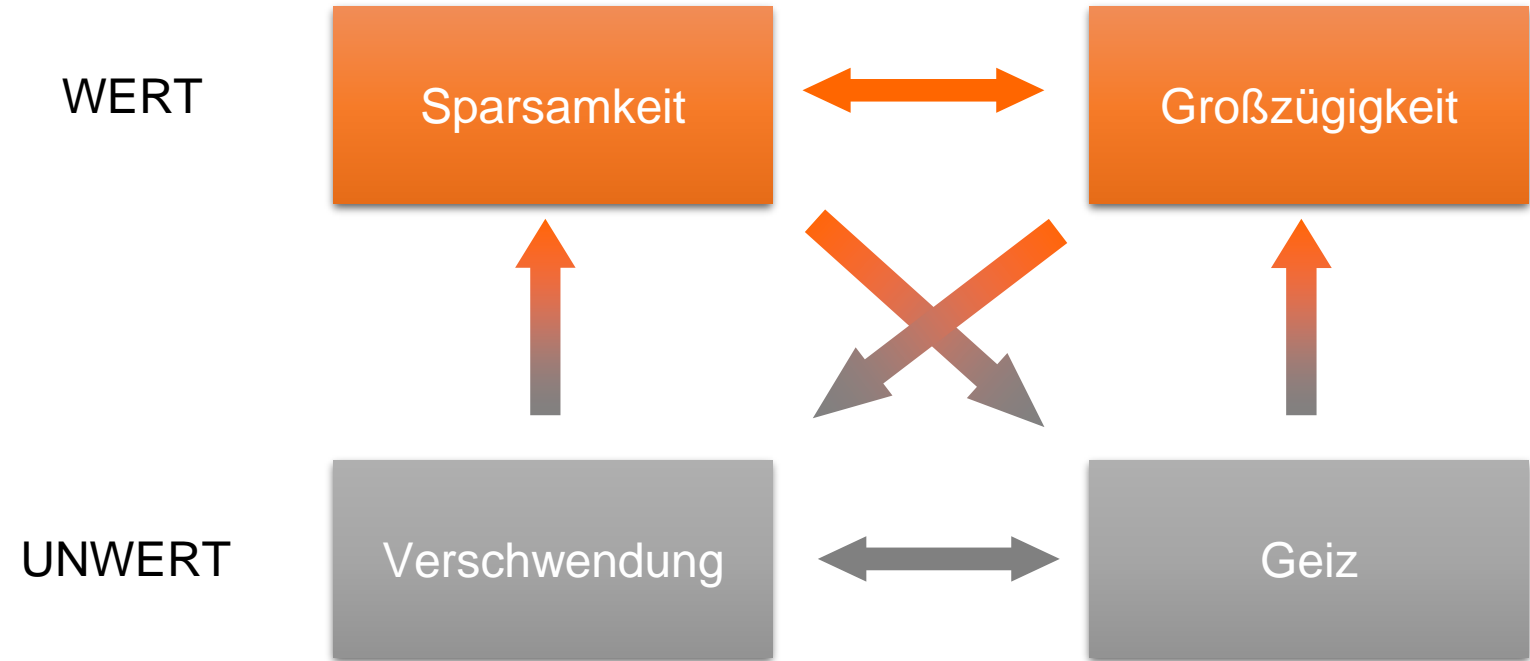 WERT
Sparsamkeit
Großzügigkeit
UNWERT
Verschwendung
Geiz